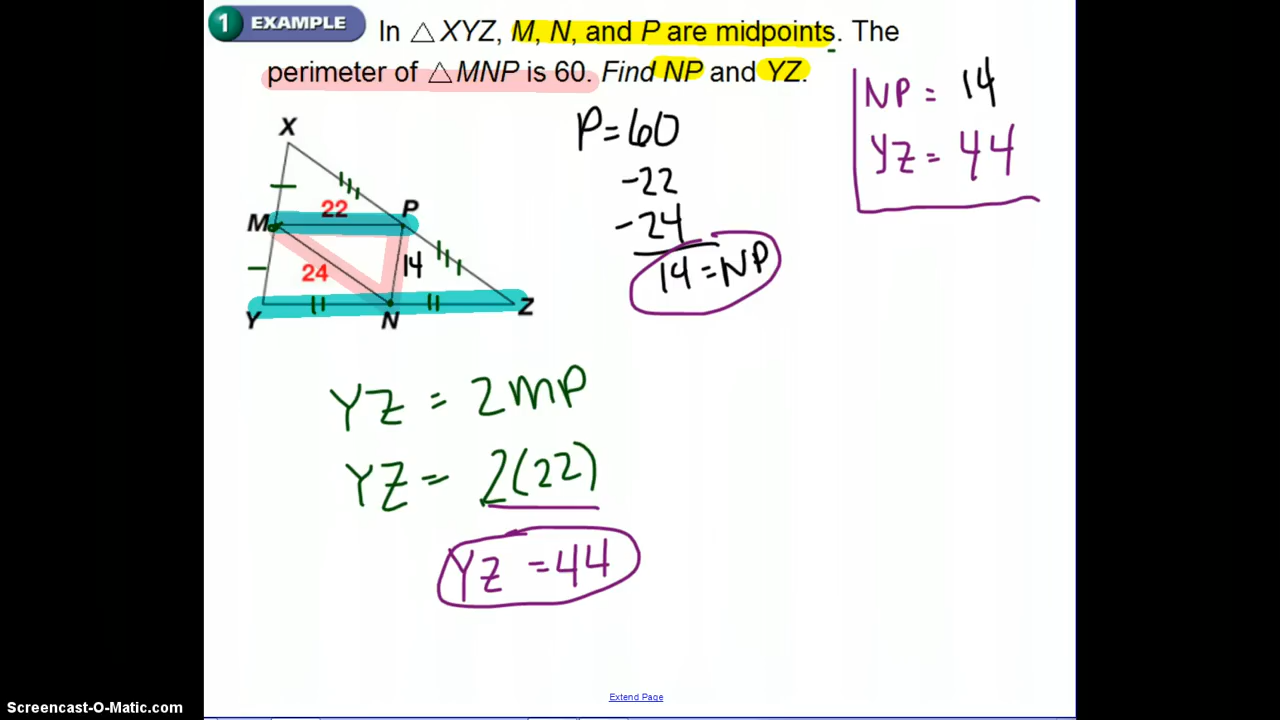 1 EXAMPLE In △XYZ, M, N, and P are midpoints. The
perimeter of △MNP is 60. Find NP and YZ.
NP = 14
YZ = 44
X
M 22 P
24 14
Y N Z
P=60
-22
-24
14 = NP
YZ = 2MP
YZ = 2(22)
YZ = 44
Extend Page
Screencast-O-Matic.com